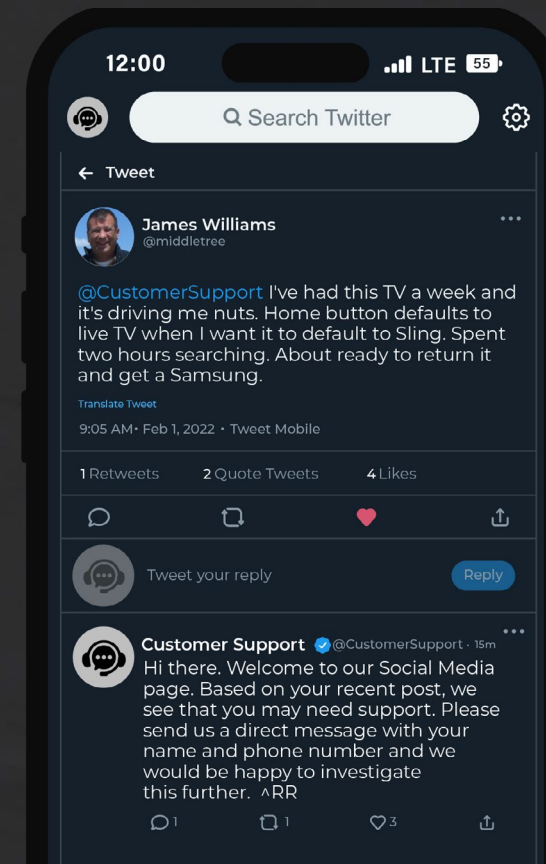 12:00 LTE 55
Search Twitter
Tweet
James Williams
@middletree
@CustomerSupport I've had this TV a week and
it's driving me nuts. Home button defaults to
live TV when I want it to default to Sling. Spent
two hours searching. About ready to return it
and get a Samsung.
Translate Tweet
9:05 AM• Feb 1, 2022 • Tweet Mobile
1 Retweets 2 Quote Tweets 4 Likes
Tweet your reply Reply
Customer Support @CustomerSupport · 15m
Hi there. Welcome to our Social Media
page. Based on your recent post, we
see that you may need support. Please
send us a direct message with your
name and phone number and we
would be happy to investigate
this further. ^RR
1 1 3